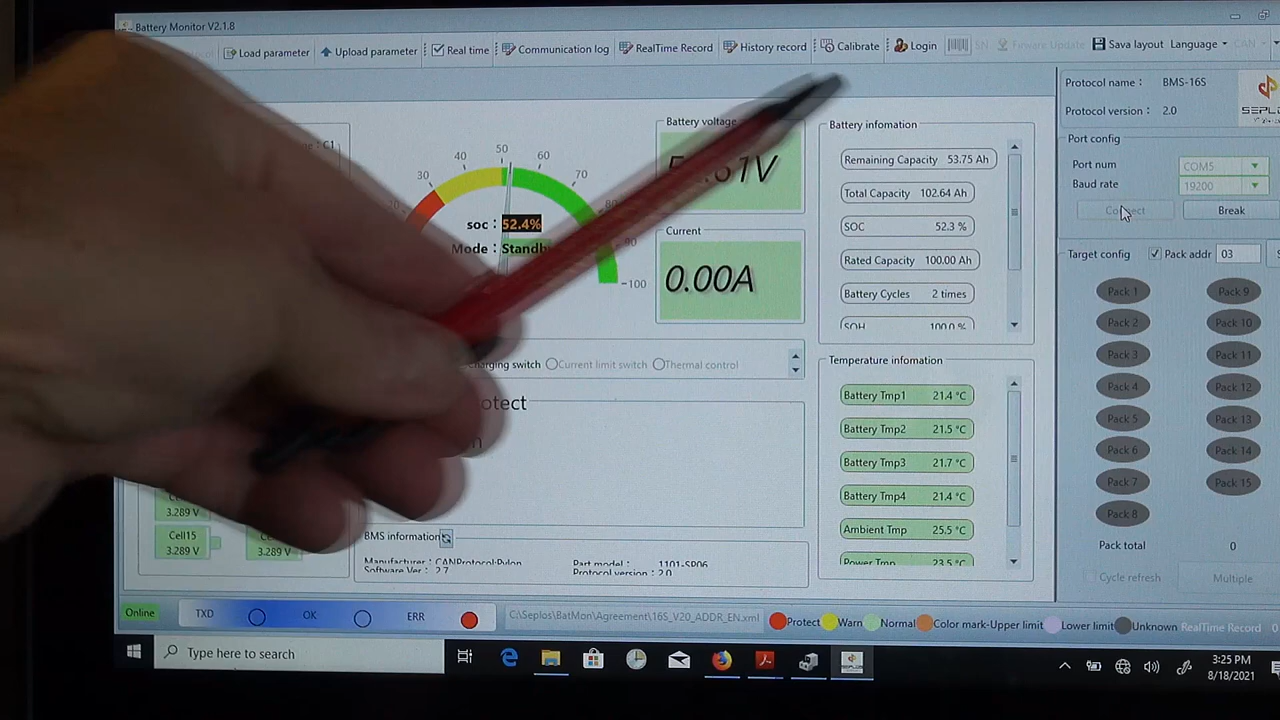 Battery Monitor V2.1.8
Load parameter
Upload parameter
Real time
Communication log
RealTime Record
History record
Calibrate
Login
SN
Firware Update
Sava layout
Language
CAN
Protocol name : BMS-16S
Protocol version : 2.0
SEPLOS
Port config
Port num COM5
Baud rate 19200
Connect
Break
Target config
Pack addr 03
Pack 1
Pack 9
Pack 2
Pack 10
Pack 3
Pack 11
Pack 4
Pack 12
Pack 5
Pack 13
Pack 6
Pack 14
Pack 7
Pack 15
Pack 8
Pack total 0
Cycle refresh
Multiple
C1
30
40
50
60
70
-100
soc : 52.4%
Mode : Standby
Battery voltage
Current
0.00A
Battery infomation
Remaining Capacity 53.75 Ah
Total Capacity 102.64 Ah
SOC 52.3 %
Rated Capacity 100.00 Ah
Battery Cycles 2 times
SOH 100.0 %
switch
Current limit switch
Thermal control
Temperature infomation
Battery Tmp1 21.4 ℃
Battery Tmp2 21.5 ℃
Battery Tmp3 21.7 ℃
Battery Tmp4 21.4 ℃
Ambient Tmp 25.5 ℃
Power Tmp 23.5 ℃
3.289 V
Cell15
3.289 V
3.289 V
BMS information
Manufacturer : CANProtocol:Pylon
Part model : 1101-SP06
Software Ver : 2.7
Protocol version : 2.0
Online
TXD
OK
ERR
C:\Seplos\BatMon\Agreement\16S_V20_ADDR_EN.xml
Protect
Warn
Normal
Color mark-Upper limit
Lower limit
Unknown
RealTime Record 0
Type here to search
3:25 PM
8/18/2021